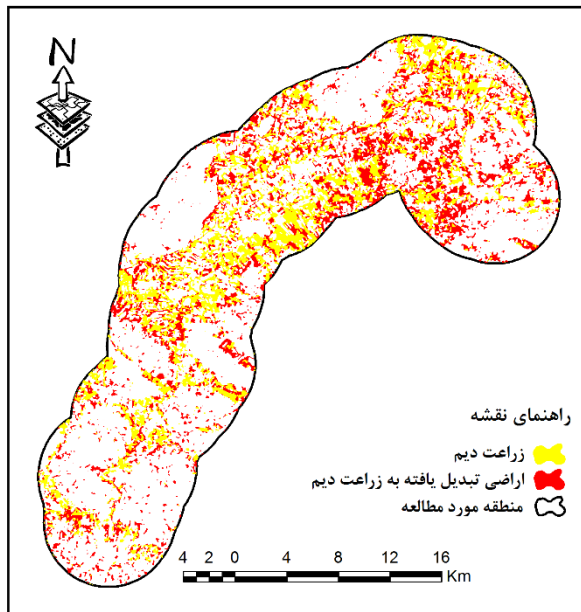 N
راهنمای نقشه
زراعت دیم
اراضی تبدیل یافته به زراعت دیم
منطقه مورد مطالعه
4 2 0 4 8 12 16
Km